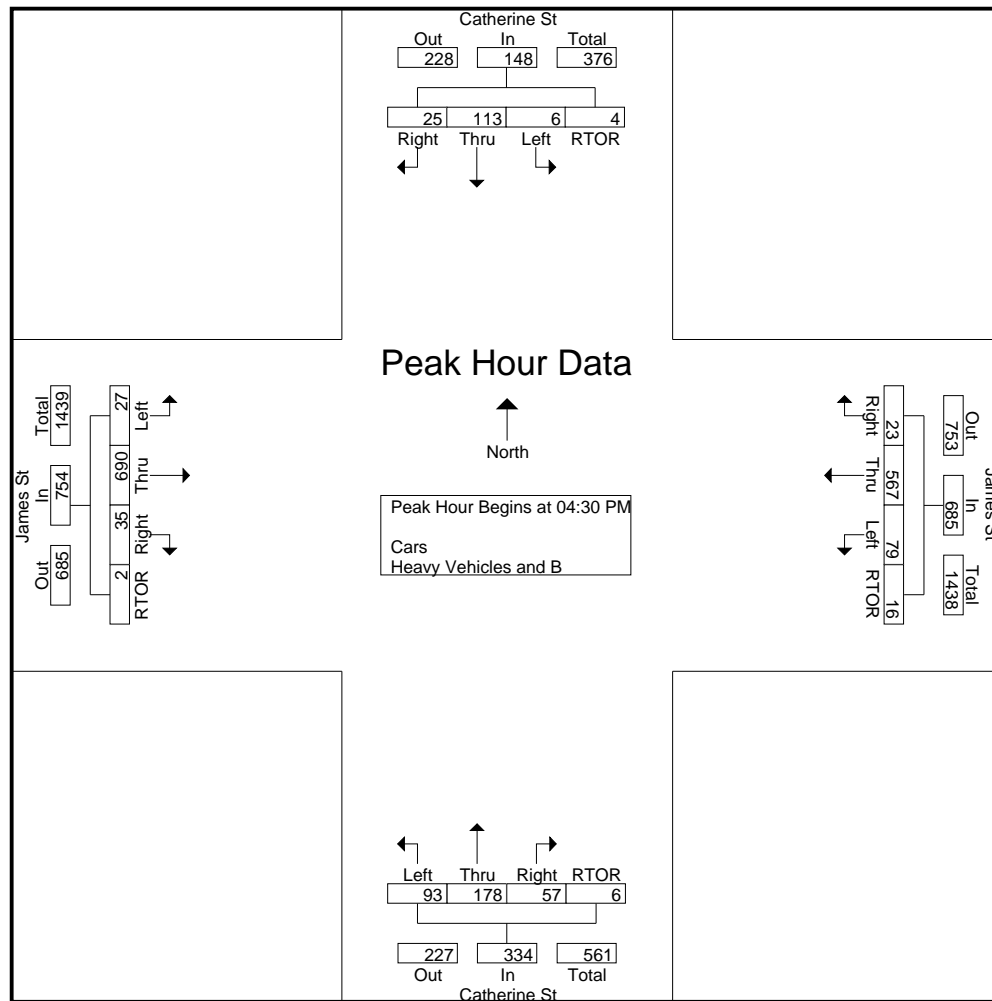 Catherine St
Out In Total
228 148 376
25 113 6 4
Right Thru Left RTOR
Peak Hour Data
North
Peak Hour Begins at 04:30 PM
Cars
Heavy Vehicles and B
James St
Total In Out
1439 754 685
27 690 35 2
Left Thru Right RTOR
James St
Out In Total
753 685 1438
23 567 79 16
Right Thru Left RTOR
Left Thru Right RTOR
93 178 57 6
227 334 561
Out In Total
Catherine St